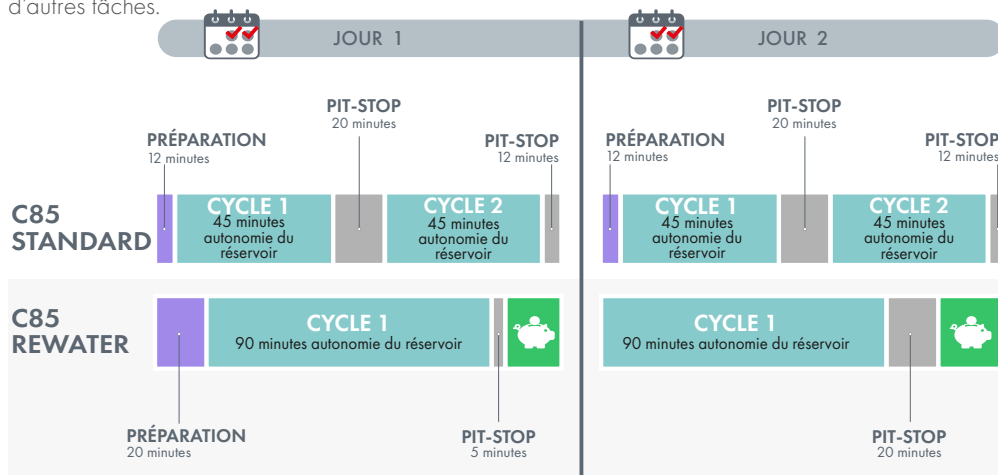 d'autres tâches.
JOUR 1
JOUR 2
PIT-STOP
20 minutes
PIT-STOP
20 minutes
PRÉPARATION
12 minutes
PIT-STOP
12 minutes
PRÉPARATION
12 minutes
PIT-STOP
12 minutes
C85
STANDARD
CYCLE 1
45 minutes
autonomie du
réservoir
CYCLE 2
45 minutes
autonomie du
réservoir
CYCLE 1
45 minutes
autonomie du
réservoir
CYCLE 2
45 minutes
autonomie du
réservoir
C85
REWATER
CYCLE 1
90 minutes autonomie du réservoir
CYCLE 1
90 minutes autonomie du réservoir
PRÉPARATION
20 minutes
PIT-STOP
5 minutes
PIT-STOP
20 minutes